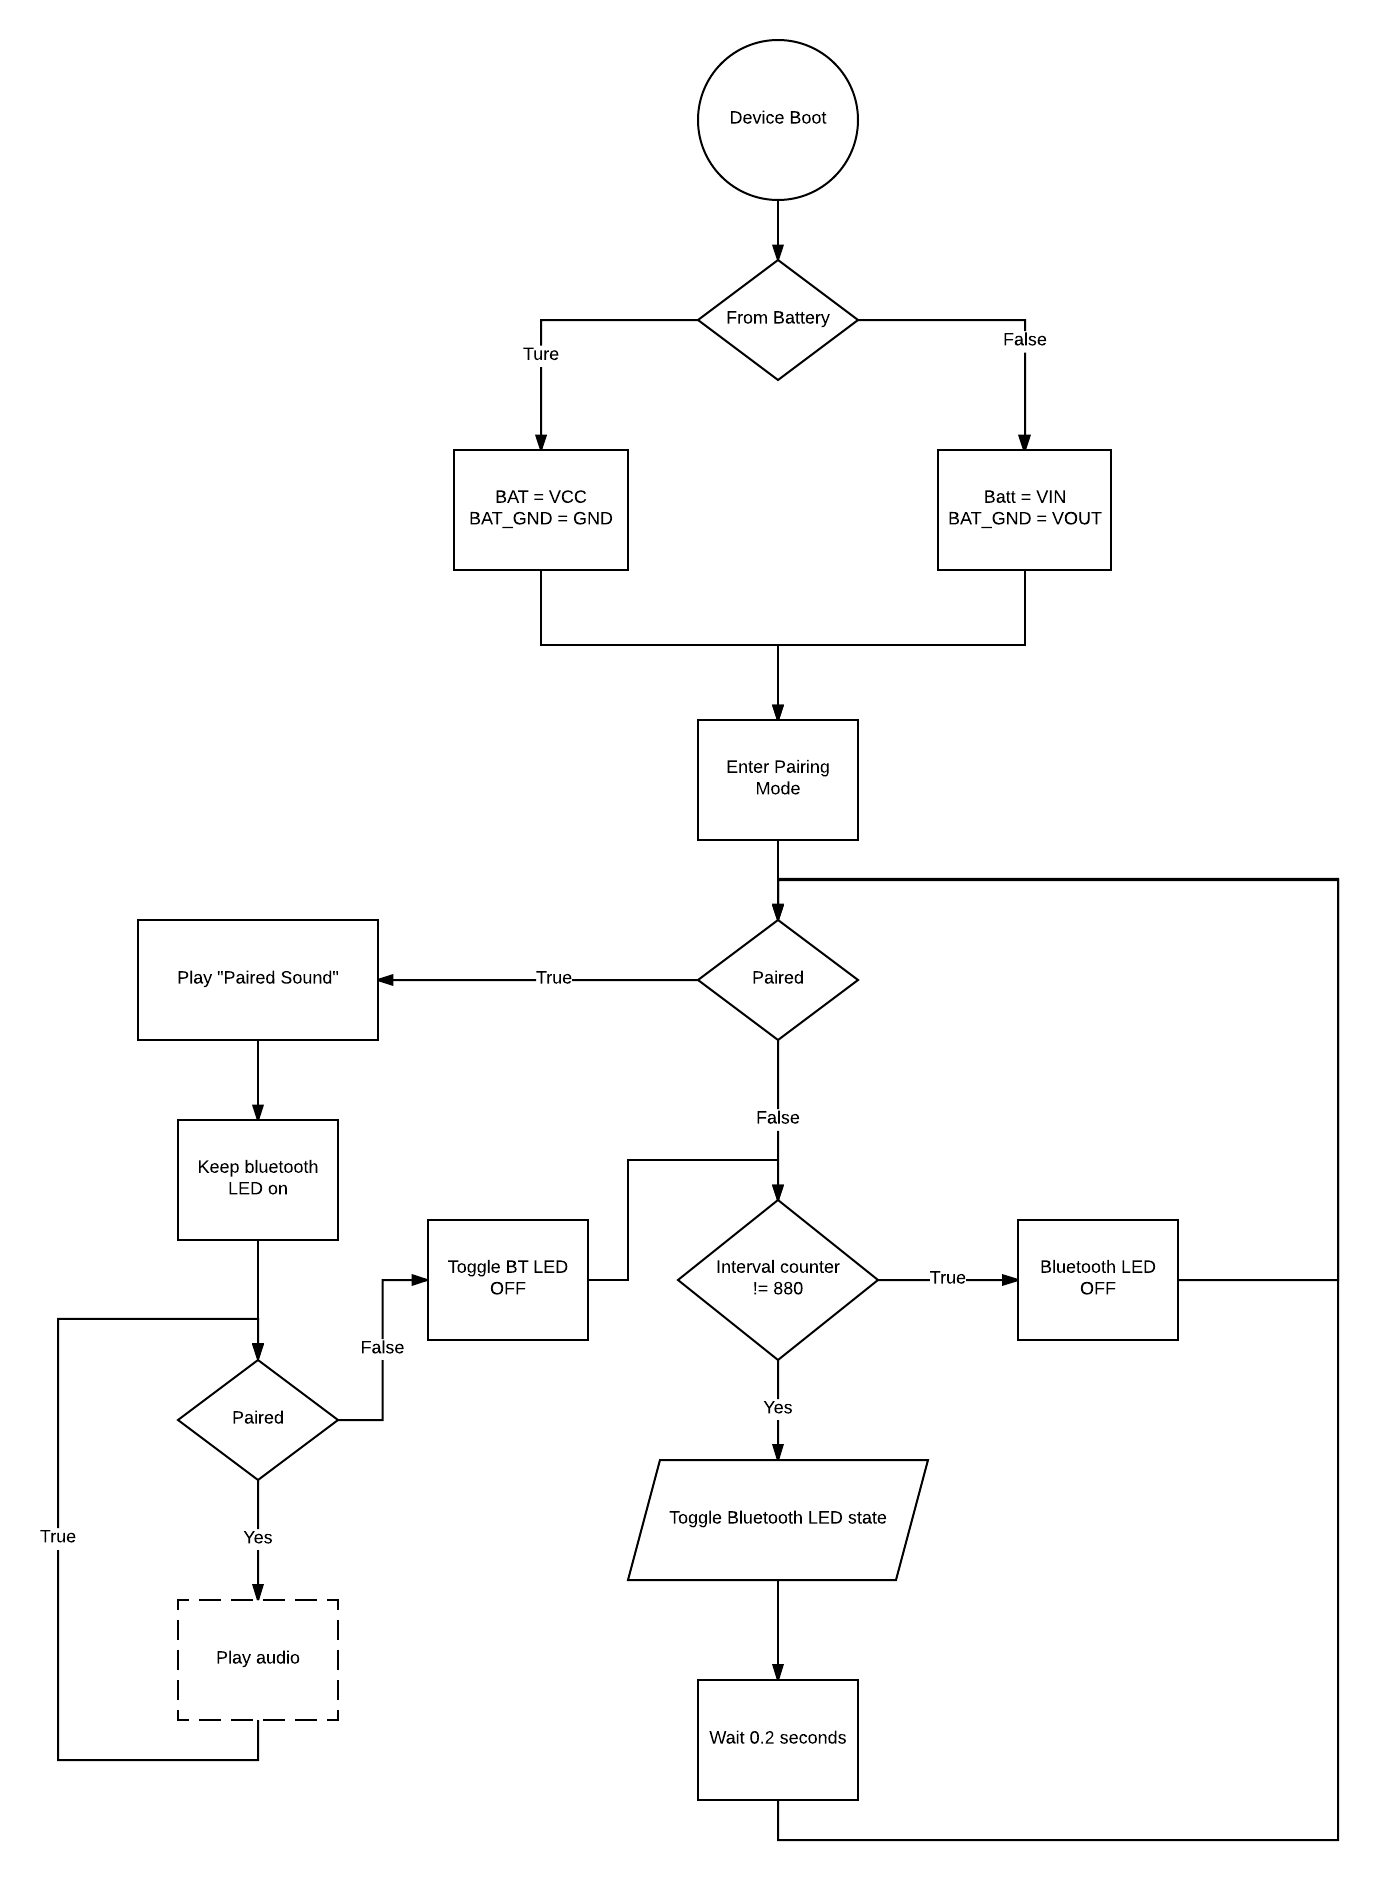 Device Boot
From Battery
Ture
False
BAT = VCC
BAT_GND = GND
Batt = VIN
BAT_GND = VOUT
Enter Pairing
Mode
Play "Paired Sound"
True
Paired
False
Keep bluetooth
LED on
Toggle BT LED
OFF
Interval counter
!= 880
True
Bluetooth LED
OFF
False
Paired
Yes
Toggle Bluetooth LED state
True
Yes
Play audio
Wait 0.2 seconds